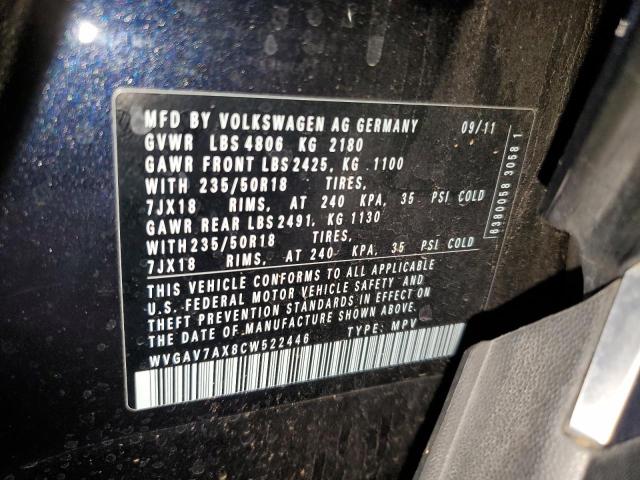 MFD BY VOLKSWAGEN AG GERMANY 09/11
GVWR LBS 4806 KG 2180
GAWR FRONT LBS 2425, KG 1100
WITH 235/50R18 TIRES,
7JX18 RIMS, AT 240 KPA, 35 PSI COLD
GAWR REAR LBS 2491, KG 1130
WITH 235/50R18 TIRES,
7JX18 RIMS, AT 240 KPA, 35 PSI COLD
THIS VEHICLE CONFORMS TO ALL APPLICABLE
U.S. FEDERAL MOTOR VEHICLE SAFETY AND
THEFT PREVENTION STANDARDS IN EFFECT ON
THE DATE OF MANUFACTURE SHOWN ABOVE.
WVGAV7AX8CW522446 TYPE: MPV
8380058 3058 1